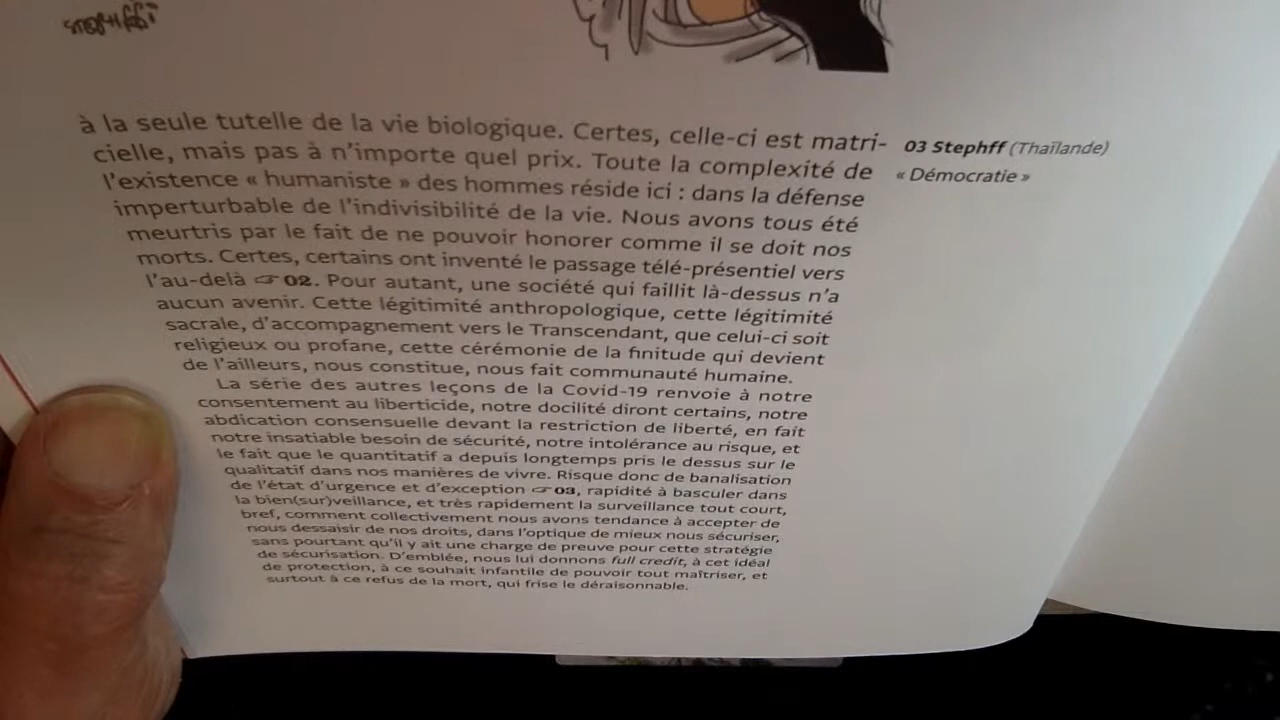 à la seule tutelle de la vie biologique. Certes, celle-ci est matri-
cielle, mais pas à n'importe quel prix. Toute la complexité de
l'existence « humaniste » des hommes réside ici : dans la défense
imperturbable de l'indivisibilité de la vie. Nous avons tous été
meurtris par le fait de ne pouvoir honorer comme il se doit nos
morts. Certes, certains ont inventé le passage télé-présentiel vers
l'au-delà ☞ 02. Pour autant, une société qui faillit là-dessus n'a
aucun avenir. Cette légitimité anthropologique, cette légitimité
sacrale, d'accompagnement vers le Transcendant, que celui-ci soit
religieux ou profane, cette cérémonie de la finitude qui devient
de l'ailleurs, nous constitue, nous fait communauté humaine.
La série des autres leçons de la Covid-19 renvoie à notre
consentement au liberticide, notre docilité diront certains, notre
abdication consensuelle devant la restriction de liberté, en fait
notre insatiable besoin de sécurité, notre intolérance au risque, et
le fait que le quantitatif a depuis longtemps pris le dessus sur le
qualitatif dans nos manières de vivre. Risque donc de banalisation
de l'état d'urgence et d'exception ☞ 03, rapidité à basculer dans
la bien(sur)veillance, et très rapidement la surveillance tout court,
bref, comment collectivement nous avons tendance à accepter de
nous dessaisir de nos droits, dans l'optique de mieux nous sécuriser,
sans pourtant qu'il y ait une charge de preuve pour cette stratégie
de sécurisation. D'emblée, nous lui donnons full credit, à cet idéal
de protection, à ce souhait infantile de pouvoir tout maîtriser, et
surtout à ce refus de la mort, qui frise le déraisonnable.
03 Stephff (Thaïlande)
« Démocratie »